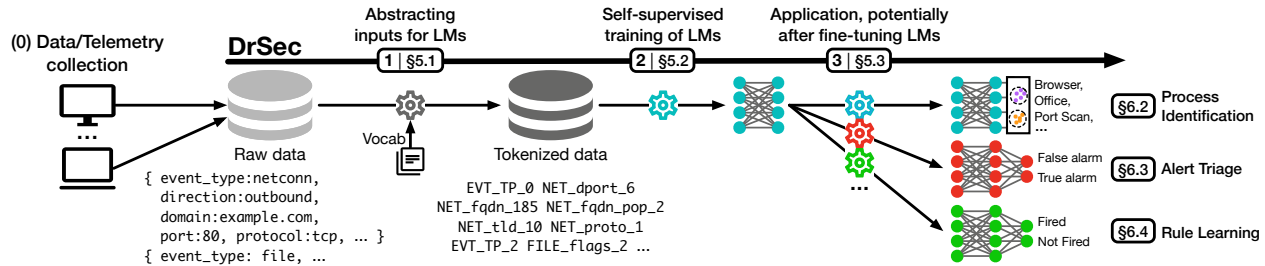 (0) Data/Telemetry
collection
...
DrSec
Abstracting
inputs for LMs
1 | §5.1
Self-supervised
training of LMs
2 | §5.2
Application, potentially
after fine-tuning LMs
3 | §5.3
Raw data
{ event_type:netconn,
direction:outbound,
domain:example.com,
port:80, protocol:tcp, ... }
{ event_type: file, ...
Vocab
Tokenized data
EVT_TP_0 NET_dport_6
NET_fqdn_185 NET_fqdn_pop_2
NET_tld_10 NET_proto_1
EVT_TP_2 FILE_flags_2 ...
...
Browser,
Office,
Port Scan,
...
§6.2
Process
Identification
False alarm
True alarm
§6.3
Alert Triage
Fired
Not Fired
§6.4
Rule Learning